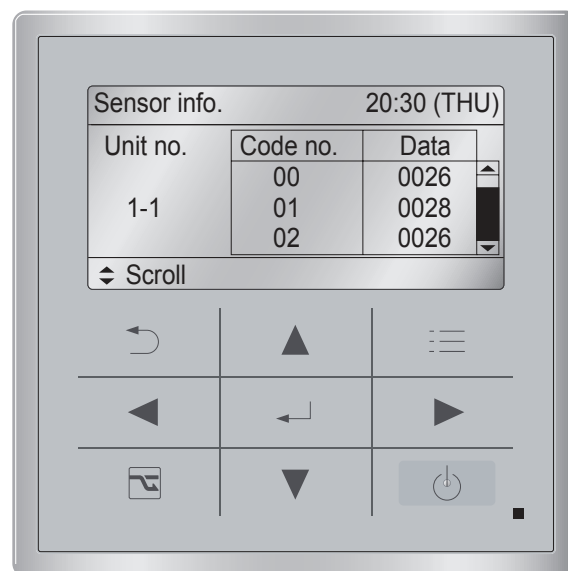 Sensor info. 20:30 (THU)
Unit no. Code no. Data
00 0026
1-1 01 0028
02 0026
Scroll